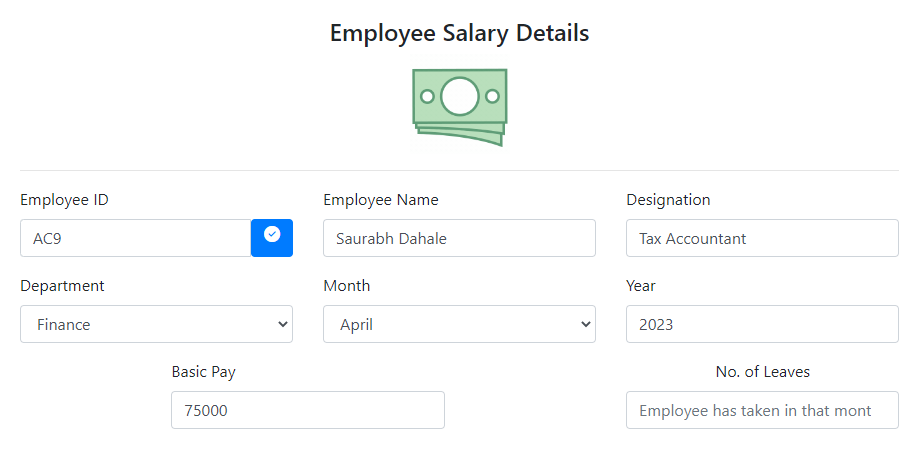 Employee Salary Details
Employee ID Employee Name Designation
AC9 Saurabh Dahale Tax Accountant
Department Month Year
Finance April 2023
Basic Pay No. of Leaves
75000 Employee has taken in that mont